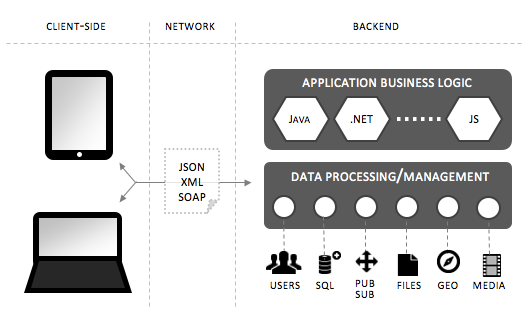 CLIENT-SIDE
NETWORK
BACKEND
APPLICATION BUSINESS LOGIC
JAVA
.NET
JS
JSON
XML
SOAP
DATA PROCESSING/MANAGEMENT
USERS
SQL
PUB
SUB
FILES
GEO
MEDIA